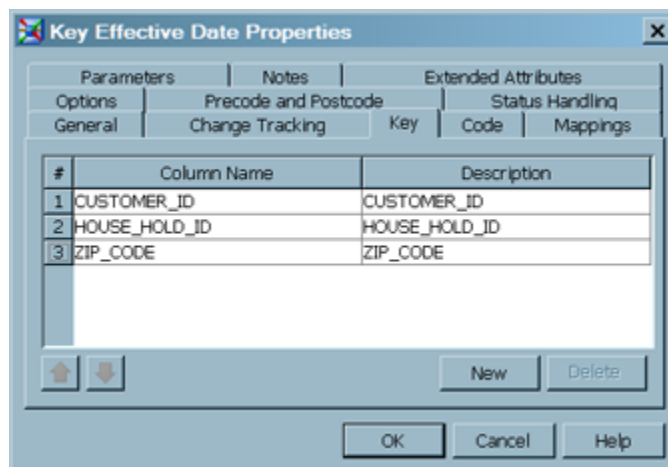 Key Effective Date Properties
Parameters Notes Extended Attributes
Options Precode and Postcode Status Handling
General Change Tracking Key Code Mappings
# Column Name Description
1 CUSTOMER_ID CUSTOMER_ID
2 HOUSE_HOLD_ID HOUSE_HOLD_ID
3 ZIP_CODE ZIP_CODE
New Delete
OK Cancel Help